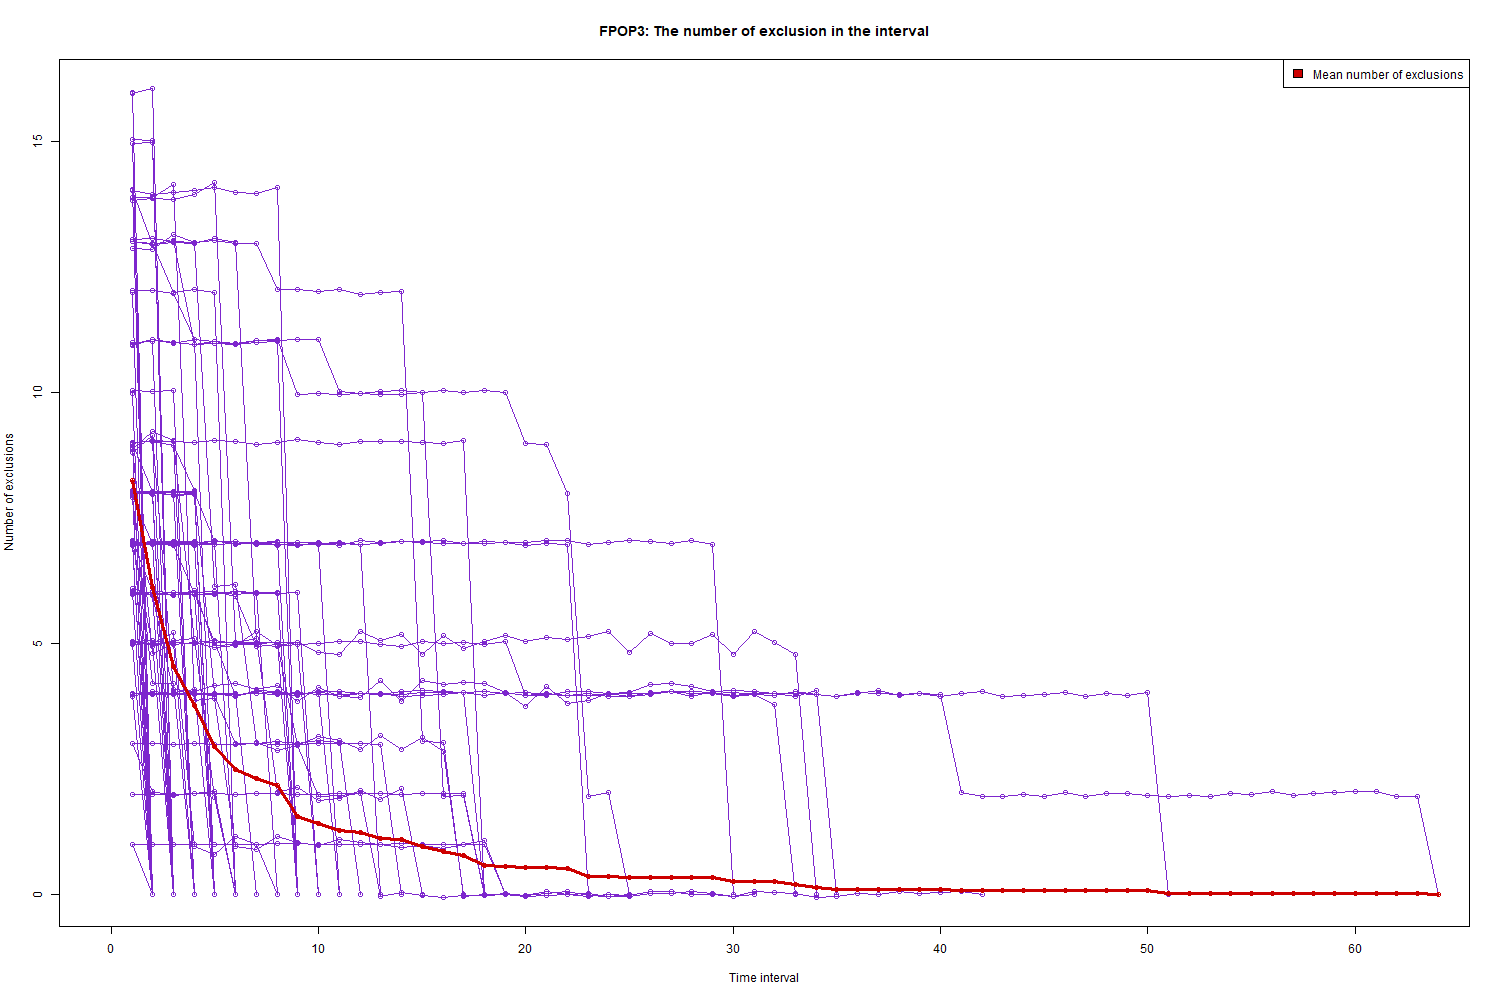 FPOP3: The number of exclusion in the interval
Mean number of exclusions
15
10
5
0
Number of exclusions
0 10 20 30 40 50 60
Time interval